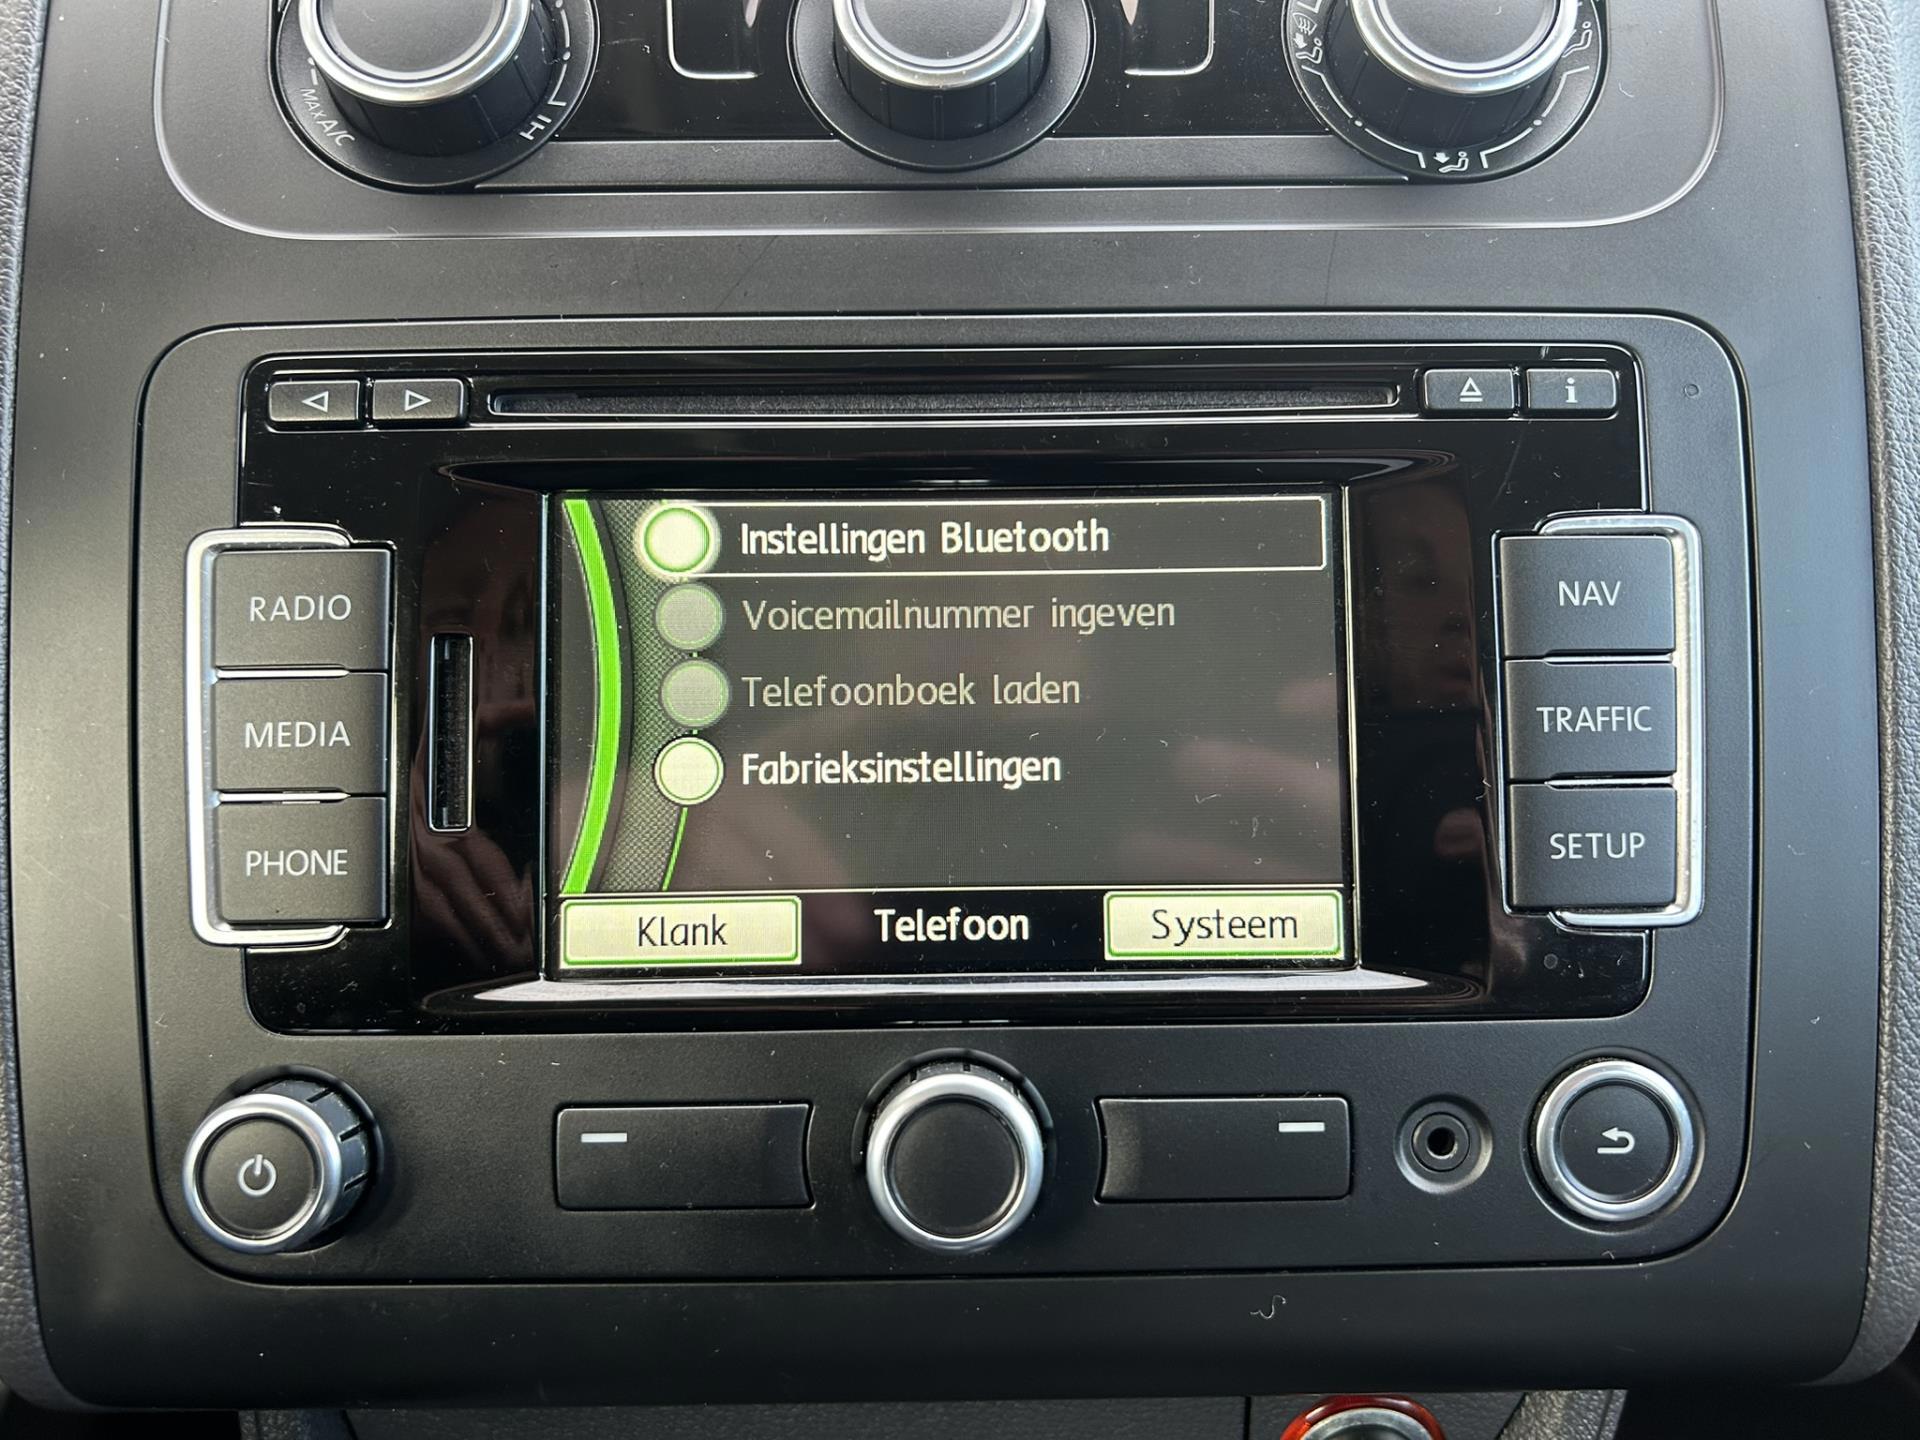 MAX A/C
HI
i
RADIO
MEDIA
PHONE
Instellingen Bluetooth
Voicemailnummer ingeven
Telefoonboek laden
Fabrieksinstellingen
Klank
Telefoon
Systeem
NAV
TRAFFIC
SETUP